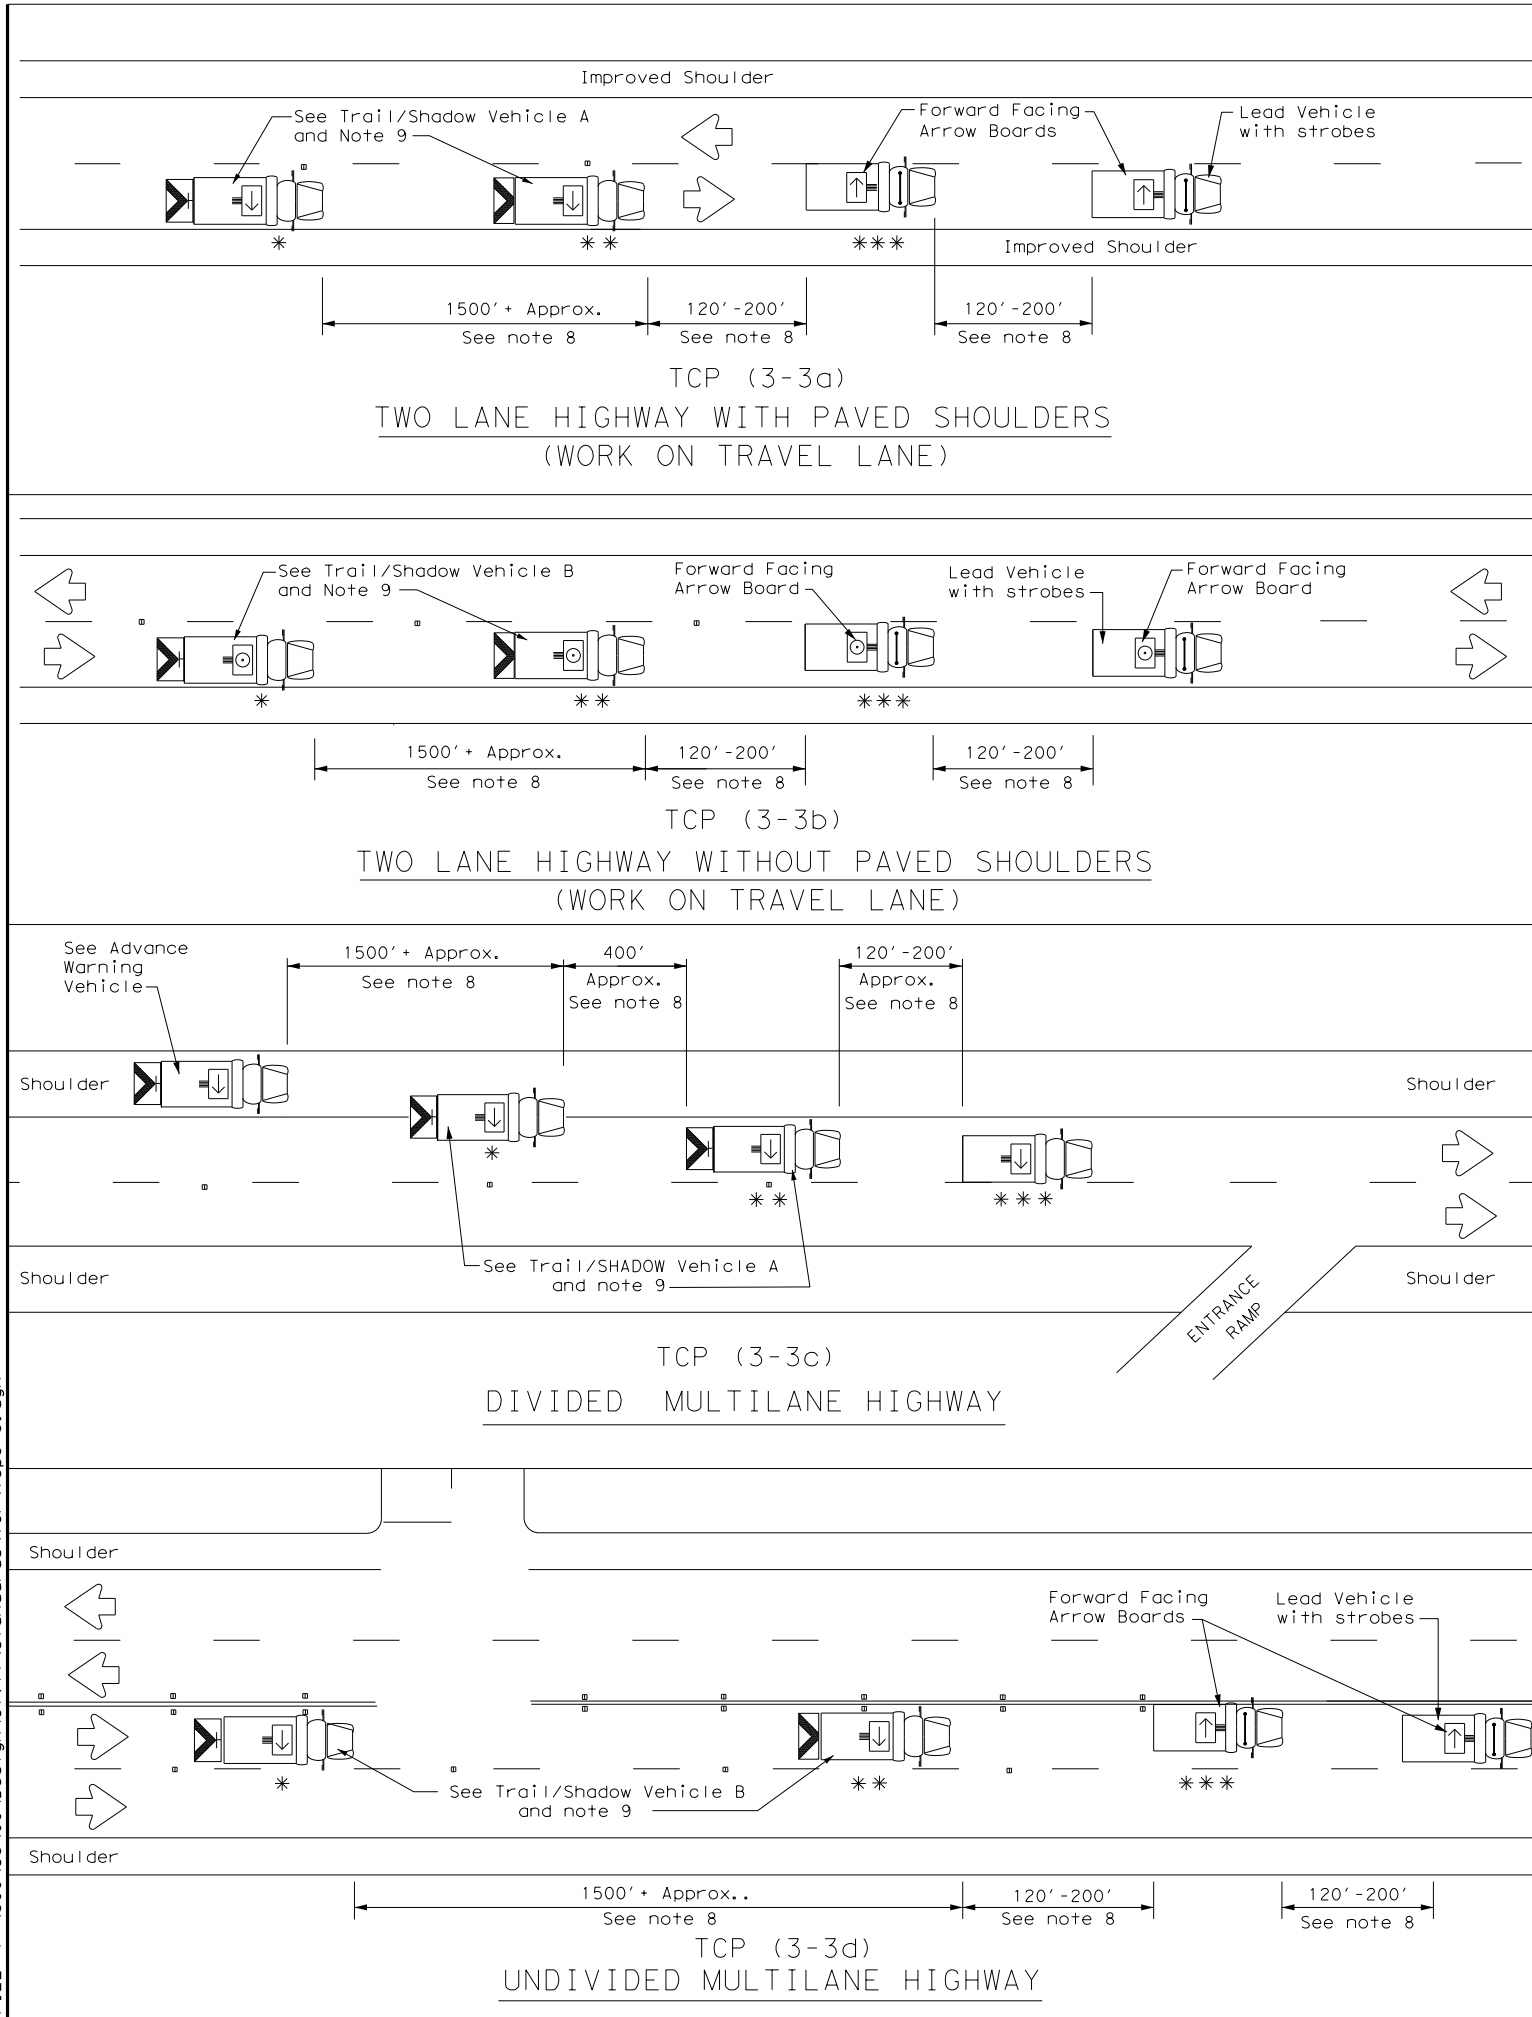 Improved Shoulder
See Trail/Shadow Vehicle A
and Note 9
Forward Facing
Arrow Boards
Lead Vehicle
with strobes
*
**
***
Improved Shoulder
1500'+ Approx.
See note 8
120'-200'
See note 8
120'-200'
See note 8
TCP (3-3a)
TWO LANE HIGHWAY WITH PAVED SHOULDERS
(WORK ON TRAVEL LANE)
See Trail/Shadow Vehicle B
and Note 9
Forward Facing
Arrow Board
Lead Vehicle
with strobes
Forward Facing
Arrow Board
*
**
***
1500'+ Approx.
See note 8
120'-200'
See note 8
120'-200'
See note 8
TCP (3-3b)
TWO LANE HIGHWAY WITHOUT PAVED SHOULDERS
(WORK ON TRAVEL LANE)
See Advance
Warning
Vehicle
1500'+ Approx.
See note 8
400'
Approx.
See note 8
120'-200'
Approx.
See note 8
Shoulder
Shoulder
*
**
***
See Trail/SHADOW Vehicle A
and note 9
Shoulder
Shoulder
ENTRANCE
RAMP
TCP (3-3c)
DIVIDED MULTILANE HIGHWAY
Shoulder
Forward Facing
Arrow Boards
Lead Vehicle
with strobes
*
**
***
See Trail/Shadow Vehicle B
and note 9
Shoulder
1500'+ Approx..
See note 8
120'-200'
See note 8
120'-200'
See note 8
TCP (3-3d)
UNDIVIDED MULTILANE HIGHWAY